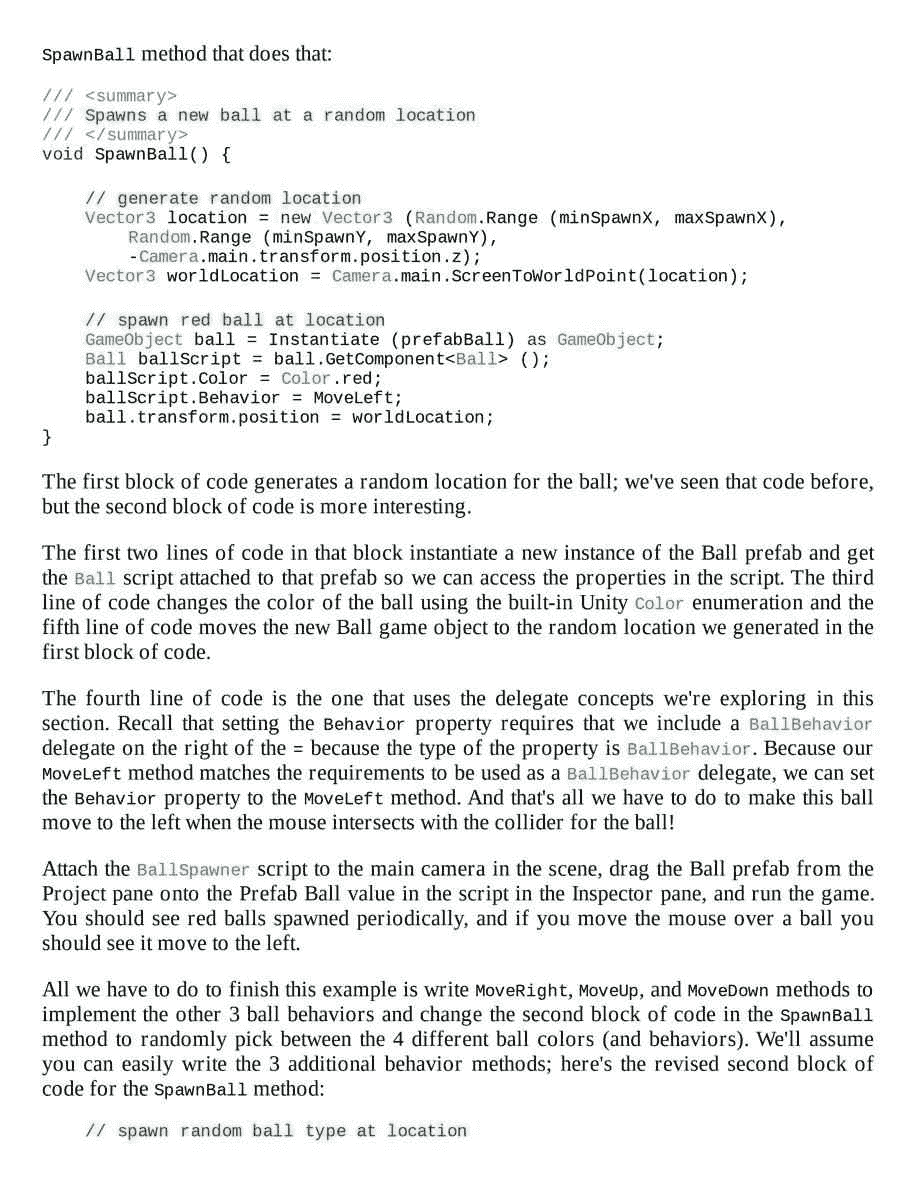 SpawnBall method that does that:
/// <summary>
/// Spawns a new ball at a random location
/// </summary>
void SpawnBall() {
// generate random location
Vector3 location = new Vector3 (Random.Range (minSpawnX, maxSpawnX),
Random.Range (minSpawnY, maxSpawnY),
-Camera.main.transform.position.z);
Vector3 worldLocation = Camera.main.ScreenToWorldPoint(location);
// spawn red ball at location
GameObject ball = Instantiate (prefabBall) as GameObject;
Ball ballScript = ball.GetComponent<Ball> ();
ballScript.Color = Color.red;
ballScript.Behavior = MoveLeft;
ball.transform.position = worldLocation;
}
The first block of code generates a random location for the ball; we've seen that code before,
but the second block of code is more interesting.
The first two lines of code in that block instantiate a new instance of the Ball prefab and get
the Ball script attached to that prefab so we can access the properties in the script. The third
line of code changes the color of the ball using the built-in Unity Color enumeration and the
fifth line of code moves the new Ball game object to the random location we generated in the
first block of code.
The fourth line of code is the one that uses the delegate concepts we're exploring in this
section. Recall that setting the Behavior property requires that we include a BallBehavior
delegate on the right of the = because the type of the property is BallBehavior. Because our
MoveLeft method matches the requirements to be used as a BallBehavior delegate, we can set
the Behavior property to the MoveLeft method. And that's all we have to do to make this ball
move to the left when the mouse intersects with the collider for the ball!
Attach the BallSpawner script to the main camera in the scene, drag the Ball prefab from the
Project pane onto the Prefab Ball value in the script in the Inspector pane, and run the game.
You should see red balls spawned periodically, and if you move the mouse over a ball you
should see it move to the left.
All we have to do to finish this example is write MoveRight, MoveUp, and MoveDown methods to
implement the other 3 ball behaviors and change the second block of code in the SpawnBall
method to randomly pick between the 4 different ball colors (and behaviors). We'll assume
you can easily write the 3 additional behavior methods; here's the revised second block of
code for the SpawnBall method:
// spawn random ball type at location